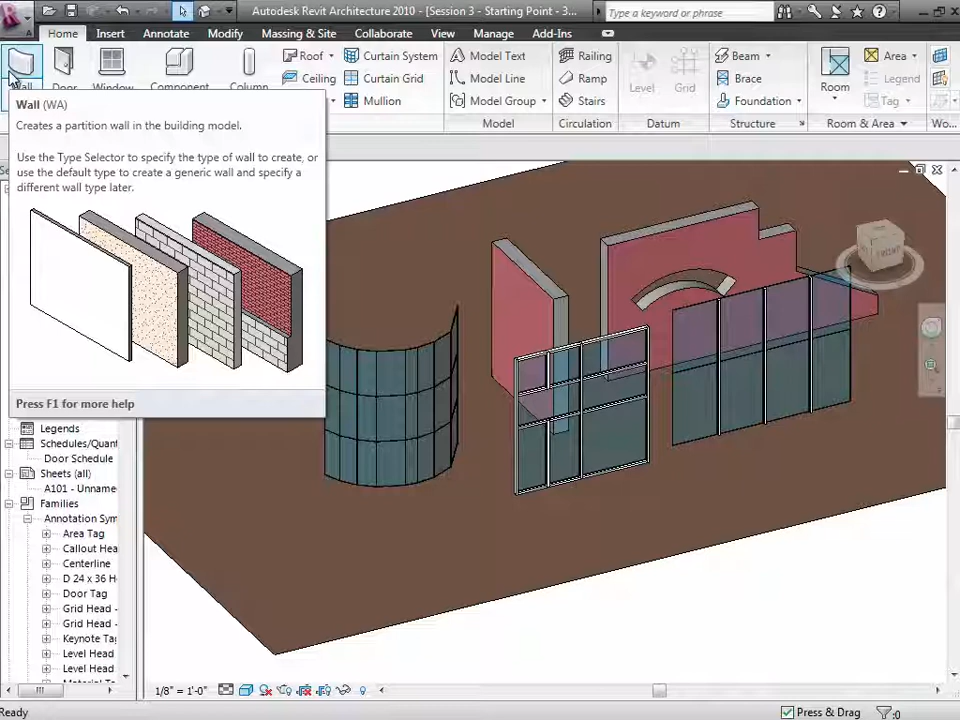 Autodesk Revit Architecture 2010 - [Session 3 - Starting Point - 3...
Type a keyword or phrase
Home Insert Annotate Modify Massing & Site Collaborate View Manage Add-Ins
Wall Door Window Component Column
Roof
Ceiling
Curtain System
Curtain Grid
Mullion
Model Text
Model Line
Model Group
Railing
Ramp
Stairs
Level Grid
Beam
Brace
Foundation
Room
Area
Legend
Tag
Model Circulation Datum Structure Room & Area Wo...
Wall (WA)
Creates a partition wall in the building model.
Use the Type Selector to specify the type of wall to create, or
use the default type to create a generic wall and specify a
different wall type later.
Press F1 for more help
FRONT
Legends
Schedules/Quant
Door Schedule
Sheets (all)
A101 - Unname
Families
Annotation Sym
Area Tag
Callout Hea
Centerline
D 24 x 36 H
Door Tag
Grid Head -
Grid Head -
Keynote Tag
Level Head
Level Head
1/8" = 1'-0"
Ready
Press & Drag
:0